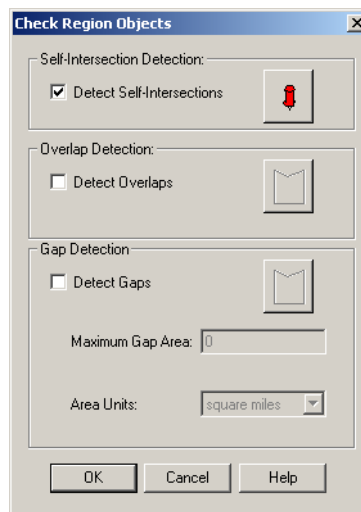 Check Region Objects
Self-Intersection Detection:
Detect Self-Intersections
Overlap Detection:
Detect Overlaps
Gap Detection
Detect Gaps
Maximum Gap Area: 0
Area Units: square miles
OK Cancel Help